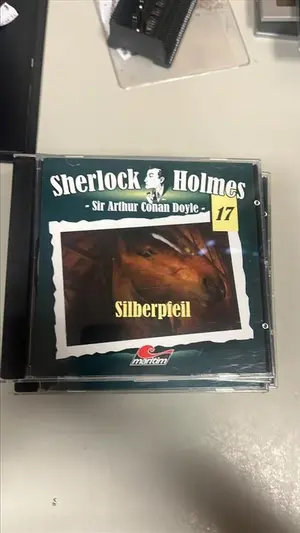 Sherlock Holmes
- Sir Arthur Conan Doyle -
17
Silberpfeil
maritim